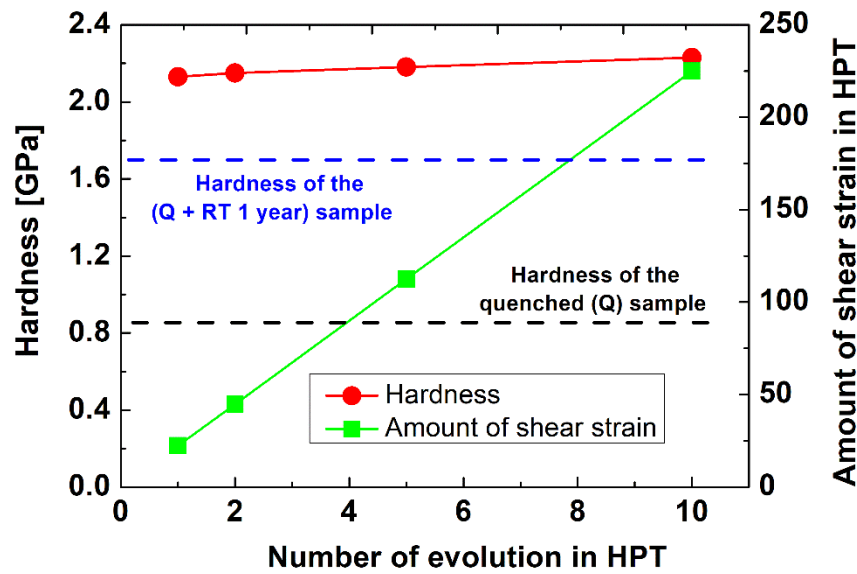 2.4
2.0
1.6
1.2
0.8
0.4
0.0
Hardness [GPa]
250
200
150
100
50
0
Amount of shear strain in HPT
Hardness of the
(Q + RT 1 year) sample
Hardness of the
quenched (Q) sample
Hardness
Amount of shear strain
0 2 4 6 8 10
Number of evolution in HPT